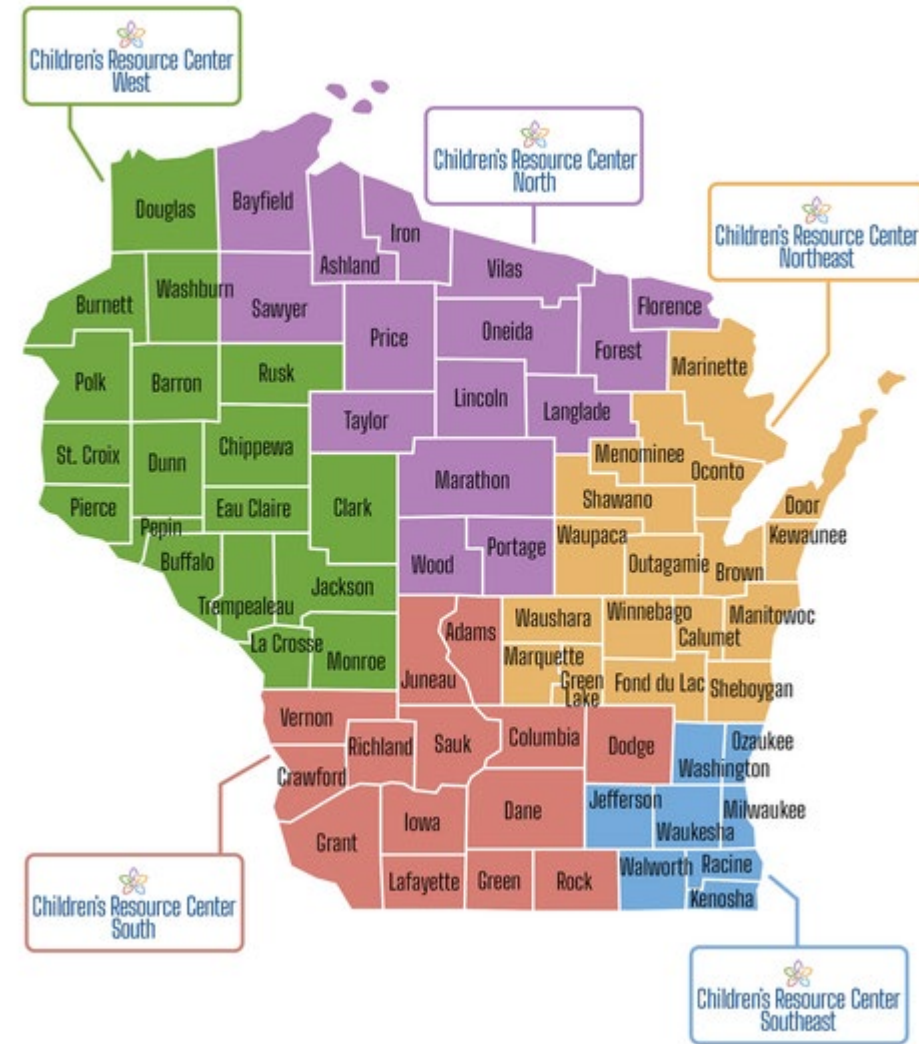 Children's Resource Center
West
Children's Resource Center
North
Children's Resource Center
Northeast
Douglas
Bayfield
Iron
Ashland
Vilas
Burnett
Washburn
Sawyer
Florence
Price
Oneida
Forest
Marinette
Polk
Barron
Rusk
Lincoln
Langlade
Taylor
St. Croix
Dunn
Chippewa
Menominee
Oconto
Marathon
Shawano
Pierce
Eau Claire
Clark
Door
Pepin
Waupaca
Kewaunee
Buffalo
Wood
Portage
Outagamie
Brown
Jackson
Trempealeau
Waushara
Winnebago
Manitowoc
Adams
Calumet
La Crosse
Monroe
Marquette
Juneau
Green
Lake
Fond du Lac
Sheboygan
Vernon
Richland
Sauk
Columbia
Dodge
Ozaukee
Washington
Crawford
Jefferson
Milwaukee
Dane
Iowa
Waukesha
Grant
Walworth
Racine
Lafayette
Green
Rock
Kenosha
Children's Resource Center
South
Children's Resource Center
Southeast